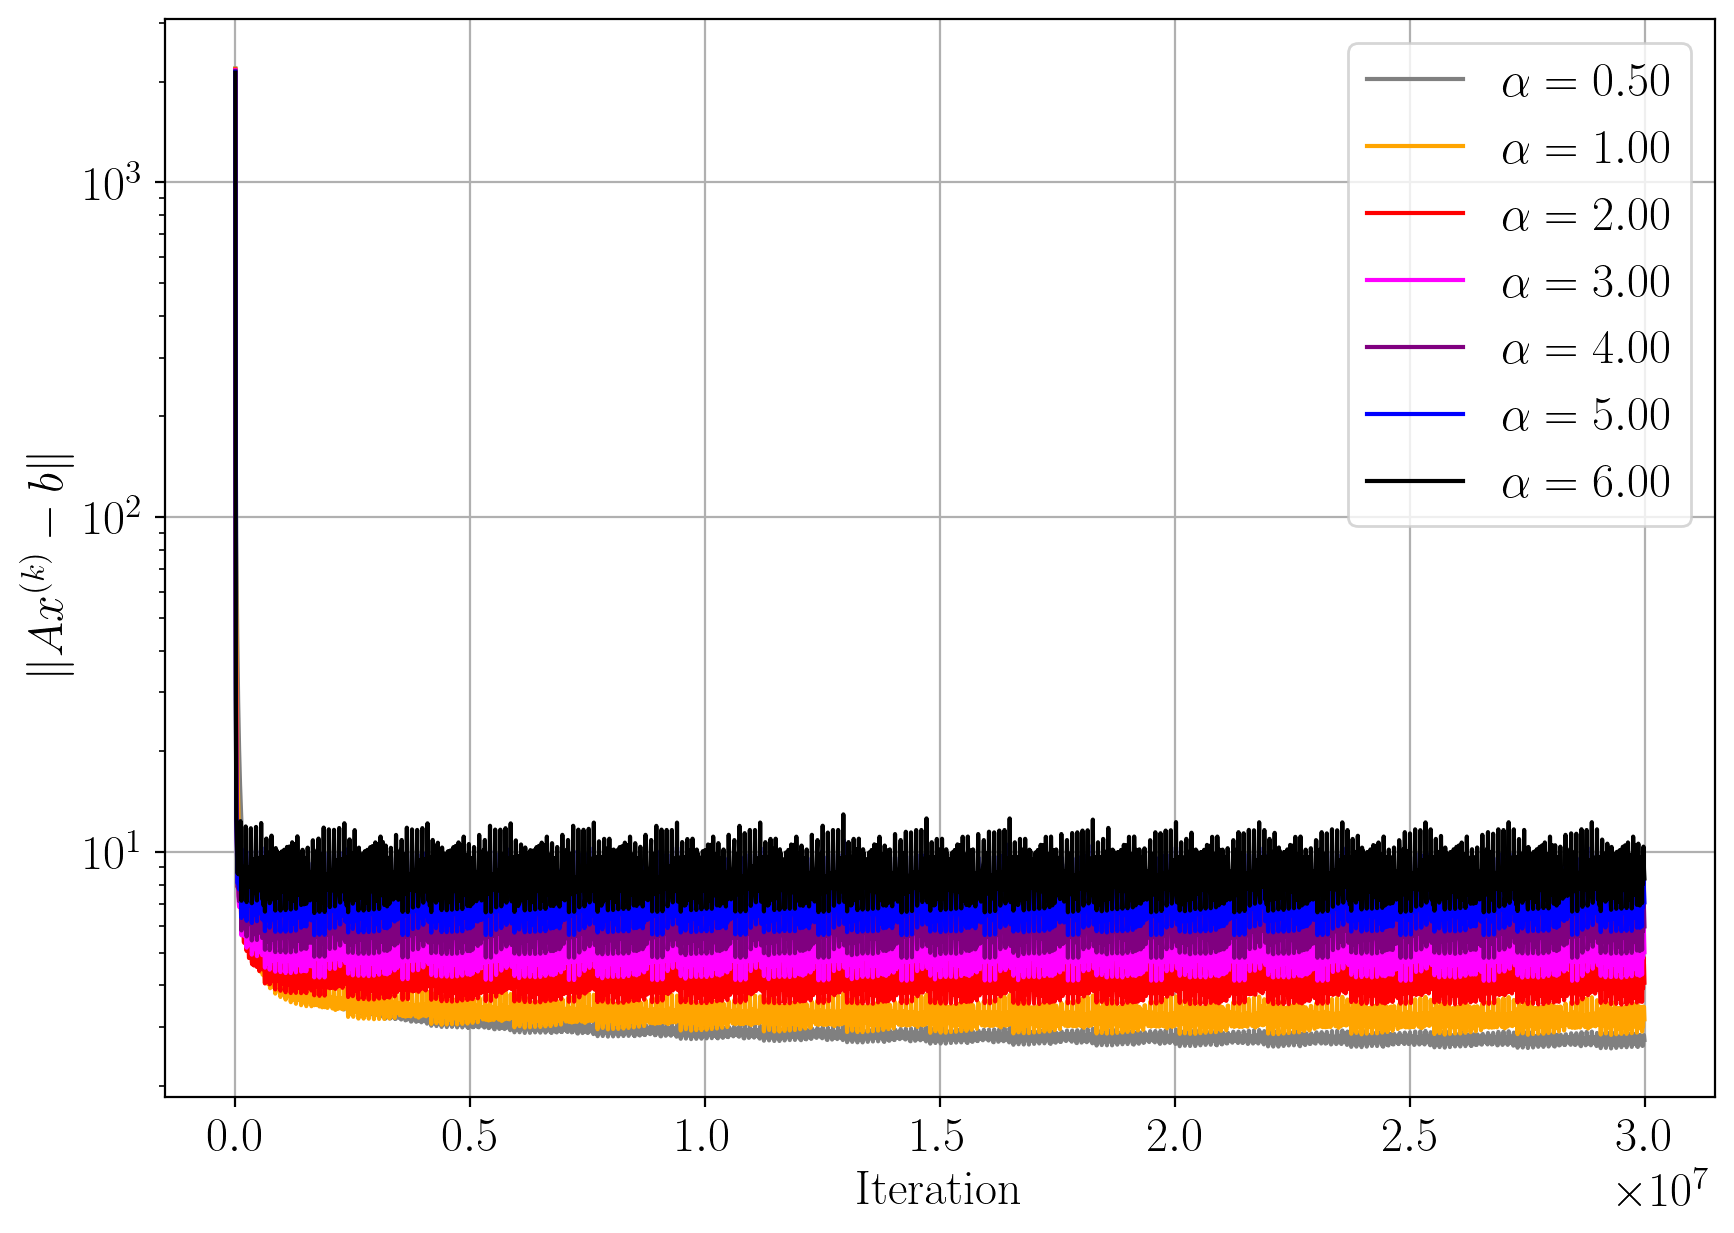 α = 0.50
α = 1.00
α = 2.00
α = 3.00
α = 4.00
α = 5.00
α = 6.00
10³
10²
10¹
‖Ax⁽ᵏ⁾ − b‖
0.0 0.5 1.0 1.5 2.0 2.5 3.0
Iteration
×10⁷